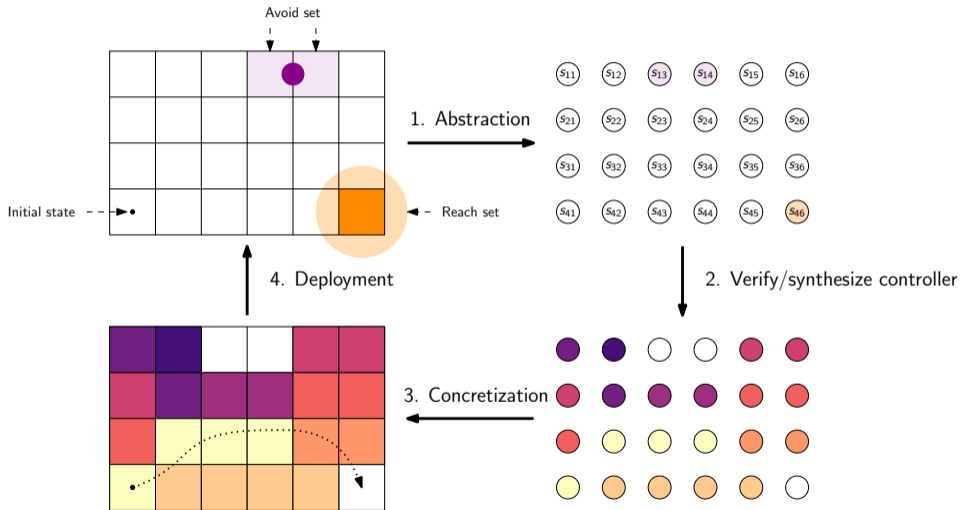 Avoid set
s11 s12 s13 s14 s15 s16
1. Abstraction
s21 s22 s23 s24 s25 s26
s31 s32 s33 s34 s35 s36
Initial state
Reach set
s41 s42 s43 s44 s45 s46
4. Deployment
2. Verify/synthesize controller
3. Concretization